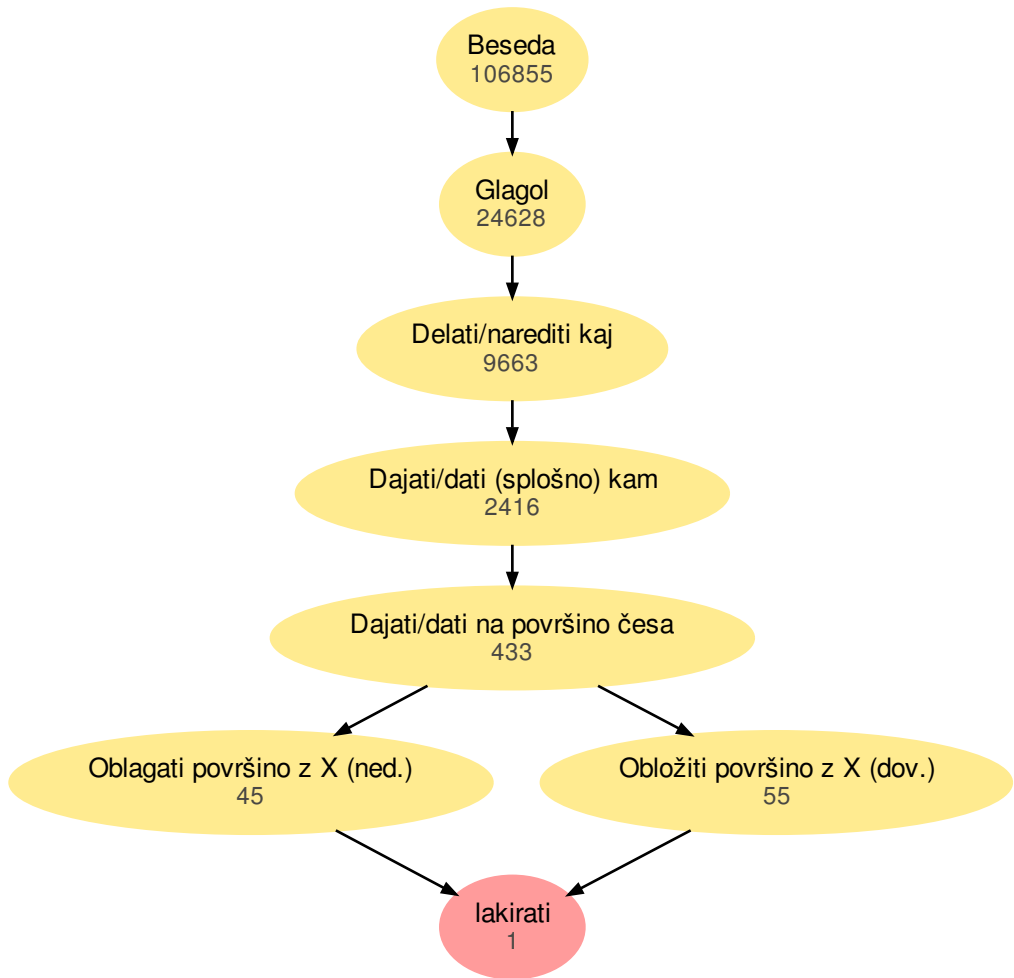 Beseda
106855
Glagol
24628
Delati/narediti kaj
9663
Dajati/dati (splošno) kam
2416
Dajati/dati na površino česa
433
Oblagati površino z X (ned.)
45
Obložiti površino z X (dov.)
55
lakirati
1